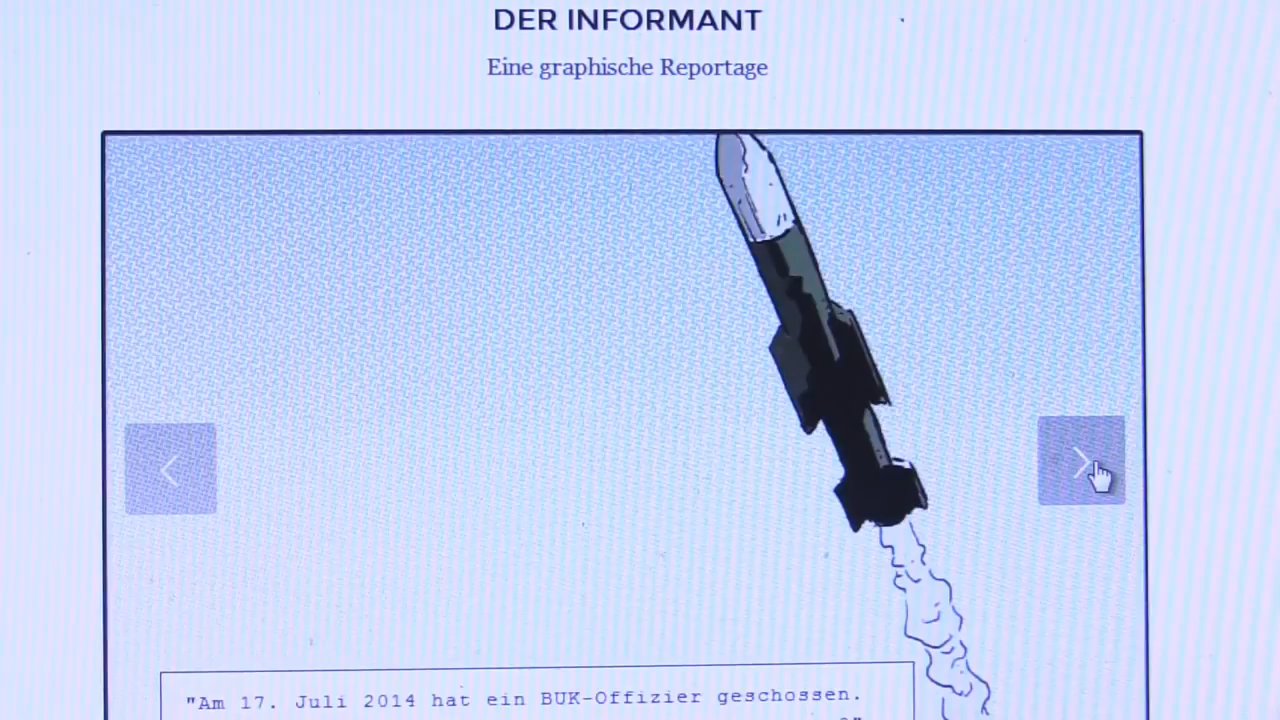 DER INFORMANT
Eine graphische Reportage
"Am 17. Juli 2014 hat ein BUK-Offizier geschossen.